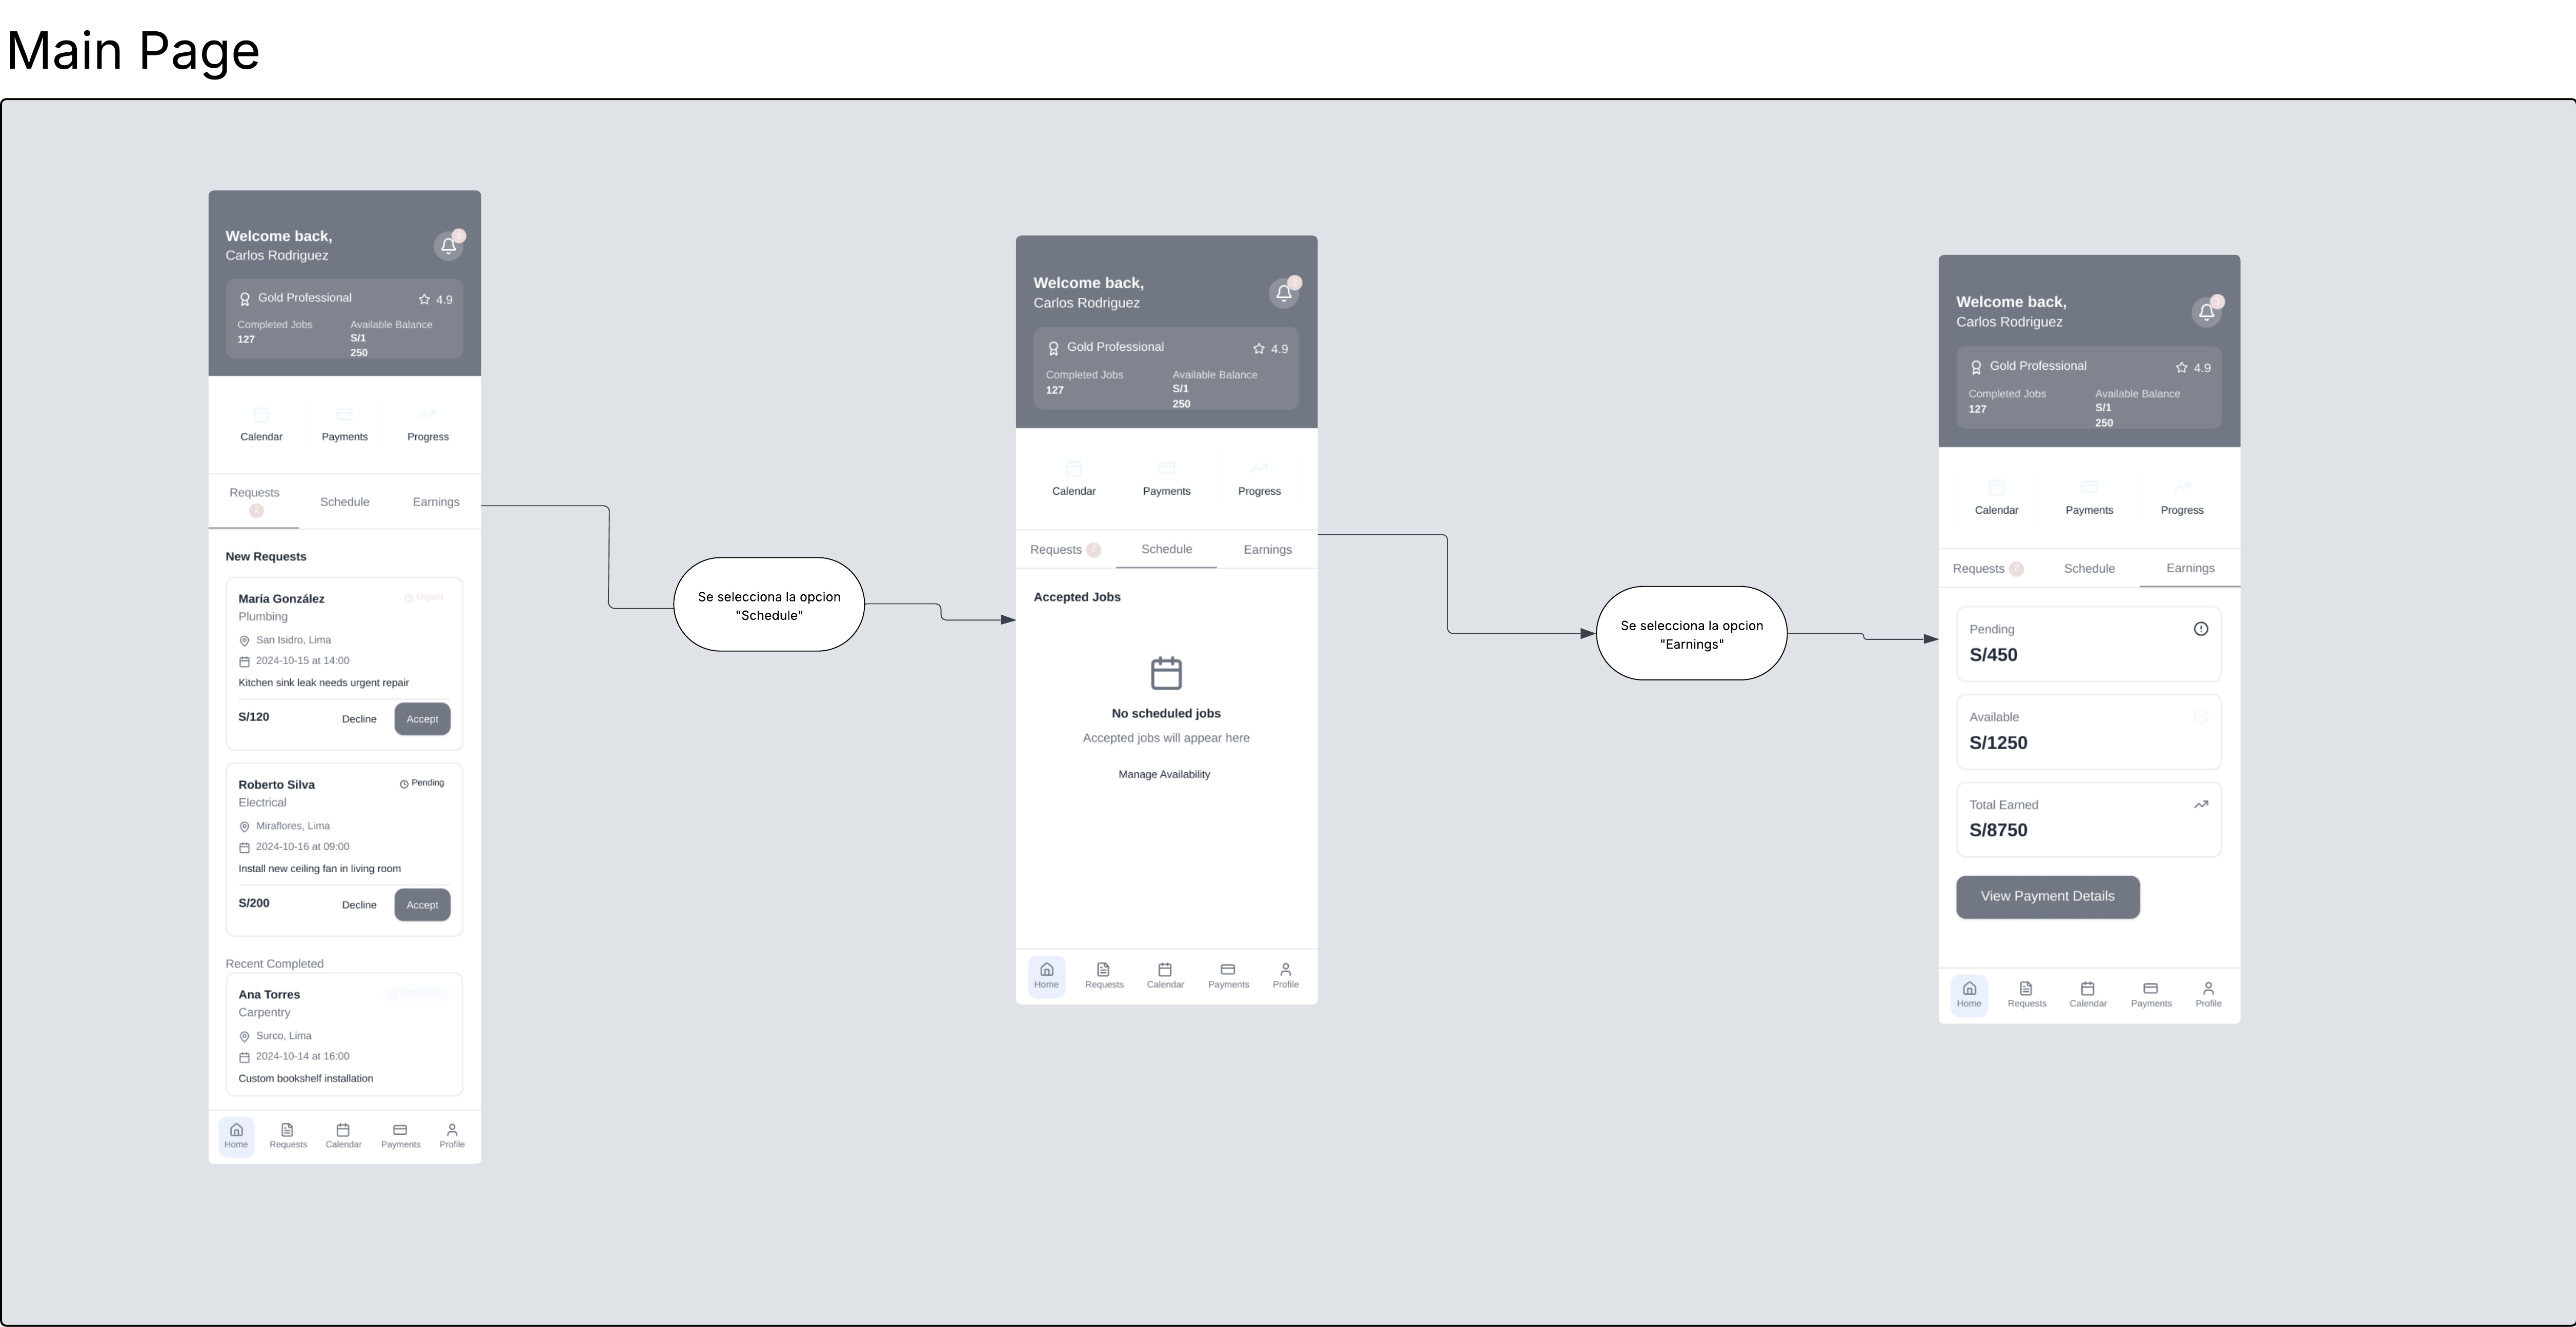 Main Page
Welcome back,
Carlos Rodriguez
Gold Professional
4.9
Completed Jobs
Available Balance
127
S/1
250
Calendar
Payments
Progress
Requests
2
Schedule
Earnings
New Requests
María González
Urgent
Plumbing
San Isidro, Lima
2024-10-15 at 14:00
Kitchen sink leak needs urgent repair
S/120
Decline
Accept
Roberto Silva
Pending
Electrical
Miraflores, Lima
2024-10-16 at 09:00
Install new ceiling fan in living room
S/200
Decline
Accept
Recent Completed
Ana Torres
Carpentry
Surco, Lima
2024-10-14 at 16:00
Custom bookshelf installation
Home
Requests
Calendar
Payments
Profile
Se selecciona la opcion
"Schedule"
Welcome back,
Carlos Rodriguez
Gold Professional
4.9
Completed Jobs
Available Balance
127
S/1
250
Calendar
Payments
Progress
Requests
2
Schedule
Earnings
Accepted Jobs
No scheduled jobs
Accepted jobs will appear here
Manage Availability
Home
Requests
Calendar
Payments
Profile
Se selecciona la opcion
"Earnings"
Welcome back,
Carlos Rodriguez
Gold Professional
4.9
Completed Jobs
Available Balance
127
S/1
250
Calendar
Payments
Progress
Requests
2
Schedule
Earnings
Pending
S/450
Available
S/1250
Total Earned
S/8750
View Payment Details
Home
Requests
Calendar
Payments
Profile